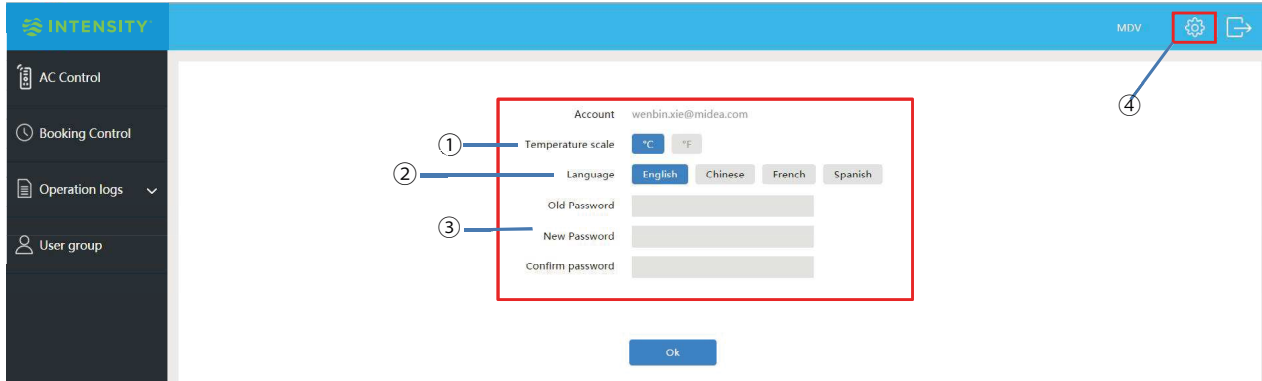 INTENSITY
MDV
④
AC Control
Booking Control
Operation logs
User group
Account wenbin.xie@midea.com
① Temperature scale °C °F
② Language English Chinese French Spanish
Old Password
③ New Password
Confirm password
Ok